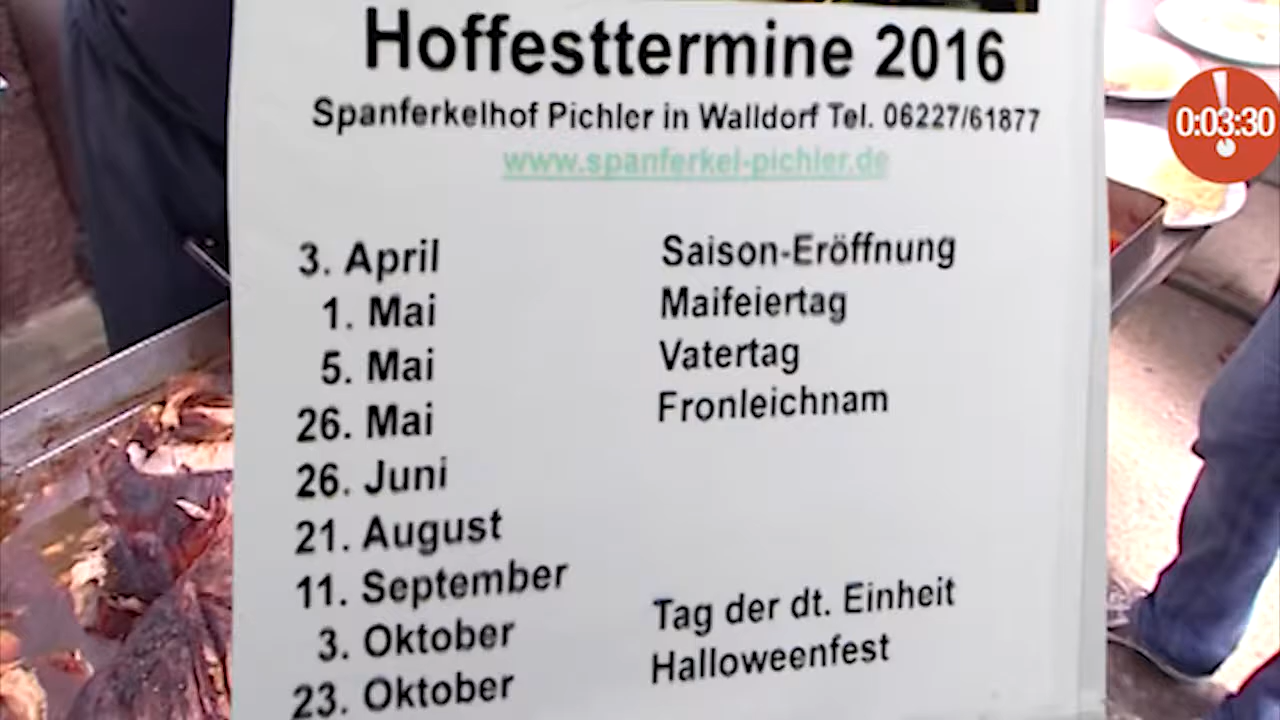 Hoffesttermine 2016
Spanferkelhof Pichler in Walldorf Tel. 06227/61877
www.spanferkel-pichler.de
3. April Saison-Eröffnung
1. Mai Maifeiertag
5. Mai Vatertag
26. Mai Fronleichnam
26. Juni
21. August
11. September
3. Oktober Tag der dt. Einheit
23. Oktober Halloweenfest
0:03:30